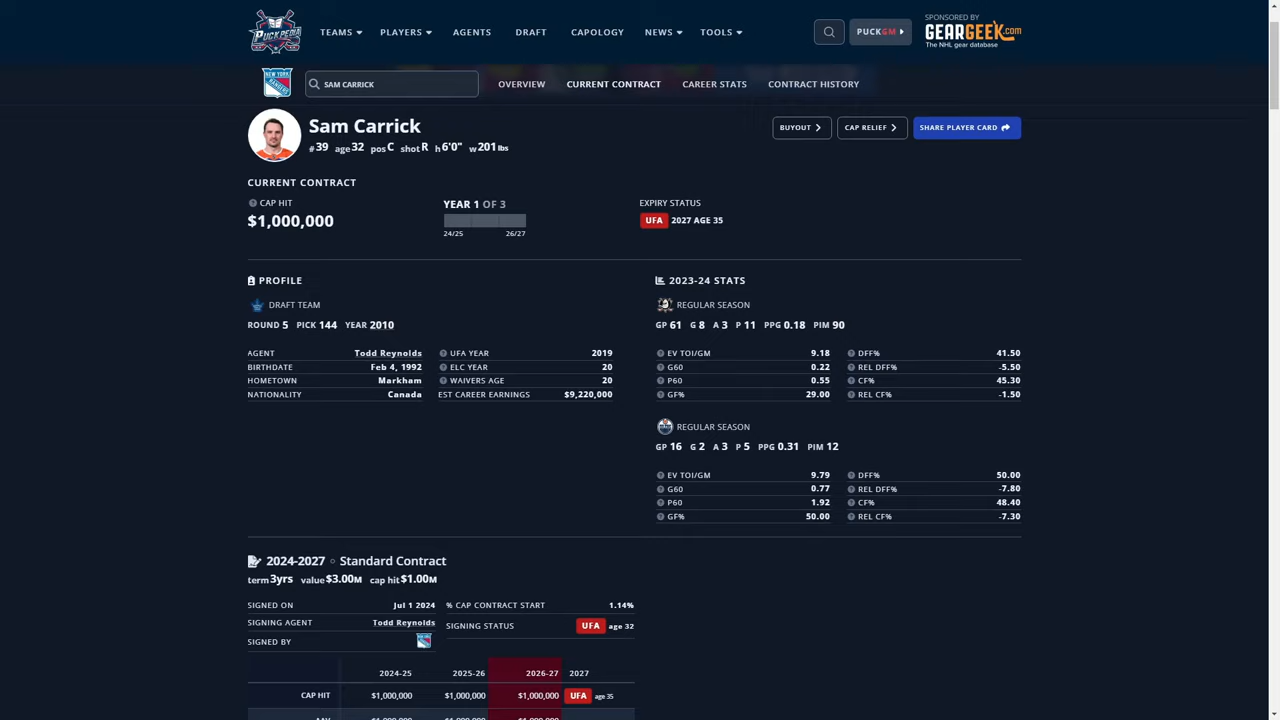 PUCKPEDIA
TEAMS PLAYERS AGENTS DRAFT CAPOLOGY NEWS TOOLS
PUCKGM
SPONSORED BY
GEARGEEK.com
The NHL gear database
NEW YORK
RANGERS
SAM CARRICK
OVERVIEW CURRENT CONTRACT CAREER STATS CONTRACT HISTORY
Sam Carrick
#39 age32 posC shotR h6'0" w201lbs
BUYOUT CAP RELIEF SHARE PLAYER CARD
CURRENT CONTRACT
CAP HIT
$1,000,000
YEAR 1 OF 3
24/25 26/27
EXPIRY STATUS
UFA 2027 AGE 35
PROFILE
DRAFT TEAM
ROUND 5 PICK 144 YEAR 2010
AGENT Todd Reynolds
BIRTHDATE Feb 4, 1992
HOMETOWN Markham
NATIONALITY Canada
UFA YEAR 2019
ELC YEAR 20
WAIVERS AGE 20
EST CAREER EARNINGS $9,220,000
2023-24 STATS
REGULAR SEASON
GP 61 G 8 A 3 P 11 PPG 0.18 PIM 90
EV TOI/GM 9.18
G60 0.22
P60 0.55
GF% 29.00
DFF% 41.50
REL DFF% -5.50
CF% 45.30
REL CF% -1.50
REGULAR SEASON
GP 16 G 2 A 3 P 5 PPG 0.31 PIM 12
EV TOI/GM 9.79
G60 0.77
P60 1.92
GF% 50.00
DFF% 50.00
REL DFF% -7.80
CF% 48.40
REL CF% -7.30
2024-2027 ○ Standard Contract
term3yrs value$3.00M cap hit$1.00M
SIGNED ON Jul 1 2024
SIGNING AGENT Todd Reynolds
SIGNED BY
% CAP CONTRACT START 1.14%
SIGNING STATUS UFA age 32
2024-25 2025-26 2026-27 2027
CAP HIT $1,000,000 $1,000,000 $1,000,000 UFA age 35